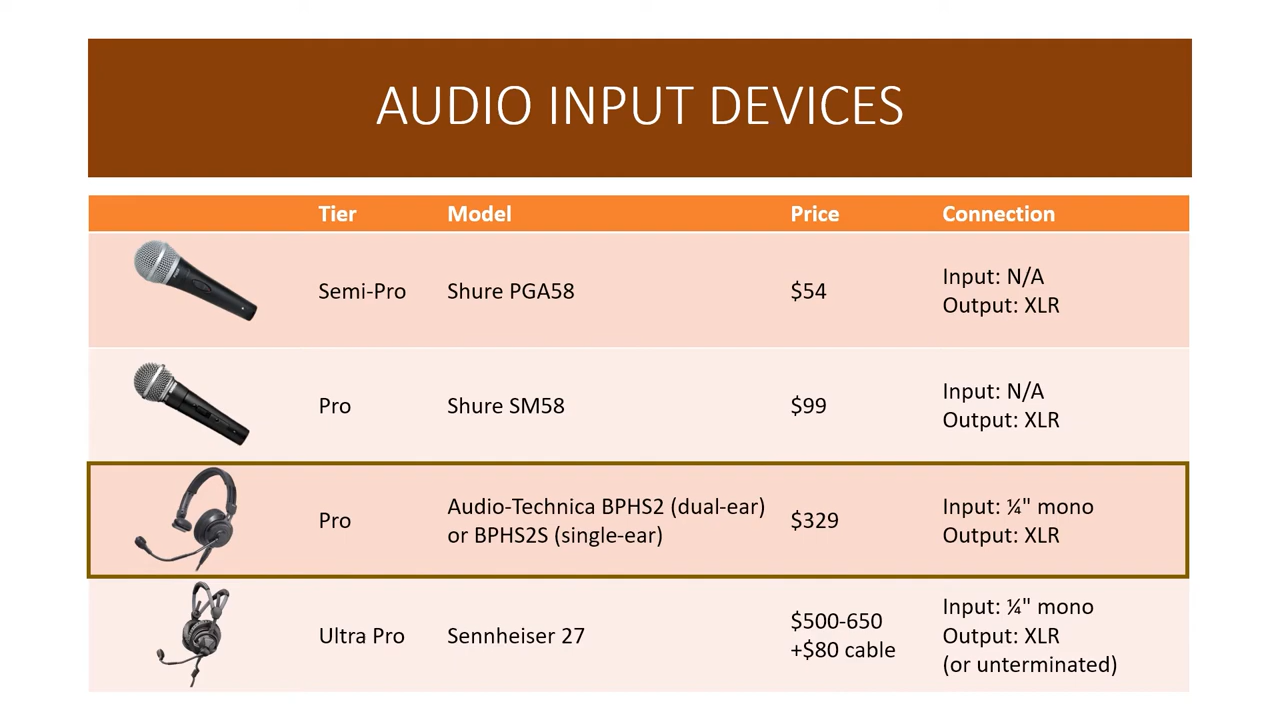 AUDIO INPUT DEVICES
Tier Model Price Connection
Semi-Pro Shure PGA58 $54 Input: N/A
Output: XLR
Pro Shure SM58 $99 Input: N/A
Output: XLR
Pro Audio-Technica BPHS2 (dual-ear)
or BPHS2S (single-ear) $329 Input: ¼" mono
Output: XLR
Ultra Pro Sennheiser 27 $500-650
+$80 cable Input: ¼" mono
Output: XLR
(or unterminated)